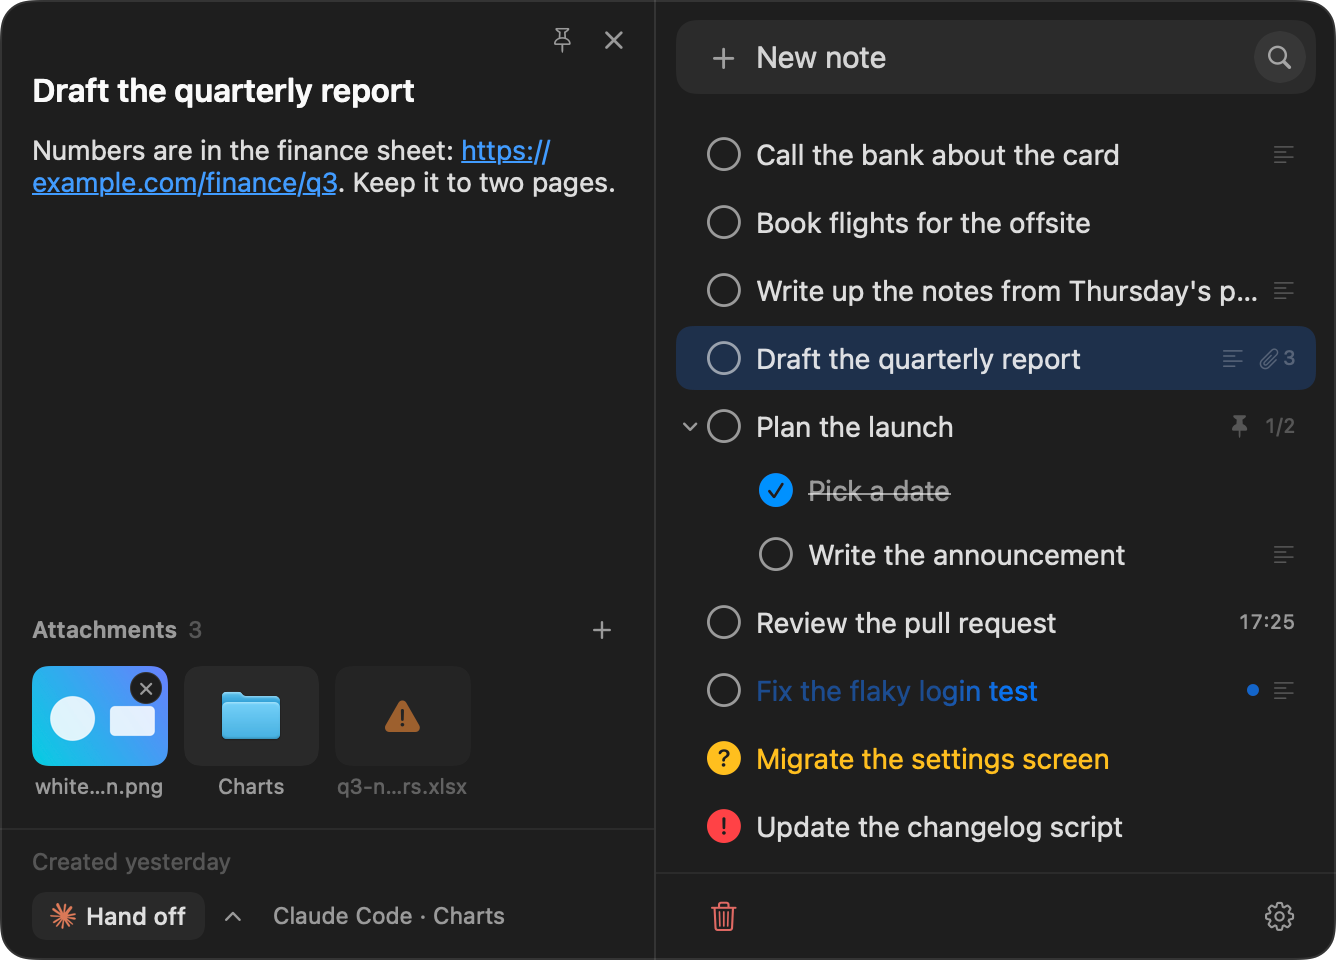 Draft the quarterly report
Numbers are in the finance sheet: https://
example.com/finance/q3. Keep it to two pages.
Attachments 3
white...n.png
Charts
q3-n...rs.xlsx
Created yesterday
Hand off
Claude Code · Charts
New note
Call the bank about the card
Book flights for the offsite
Write up the notes from Thursday's p...
Draft the quarterly report 3
Plan the launch 1/2
Pick a date
Write the announcement
Review the pull request 17:25
Fix the flaky login test
? Migrate the settings screen
! Update the changelog script